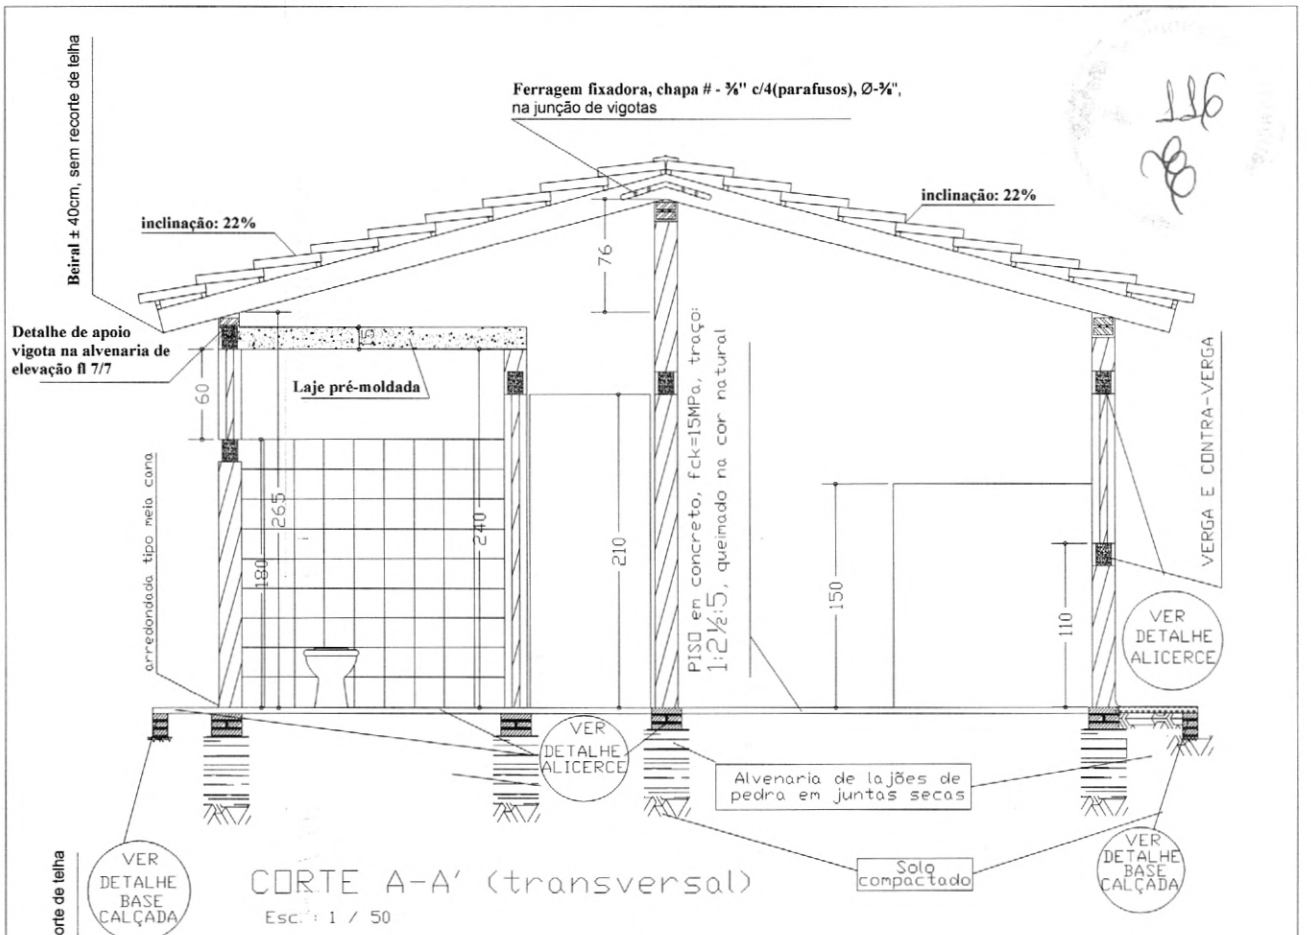 Beiral ± 40cm, sem recorte de telha
Ferragem fixadora, chapa # - ⅜" c/4(parafusos), Ø-⅜",
na junção de vigotas
116
inclinação: 22%
inclinação: 22%
76
Detalhe de apoio
vigota na alvenaria de
elevação fl 7/7
15
Laje pré-moldada
60
arredondada tipo meia cana
180
265
240
210
PISO en concreto, fck=15MPa, traço:
1:2½:5, queimado na cor natural
150
110
VERGA E CONTRA-VERGA
VER
DETALHE
ALICERCE
VER
DETALHE
ALICERCE
Alvenaria de lajões de
pedra em juntas secas
Solo
compactado
VER
DETALHE
BASE
CALÇADA
VER
DETALHE
BASE
CALÇADA
orte de telha
CORTE A-A' (transversal)
Esc.: 1 / 50